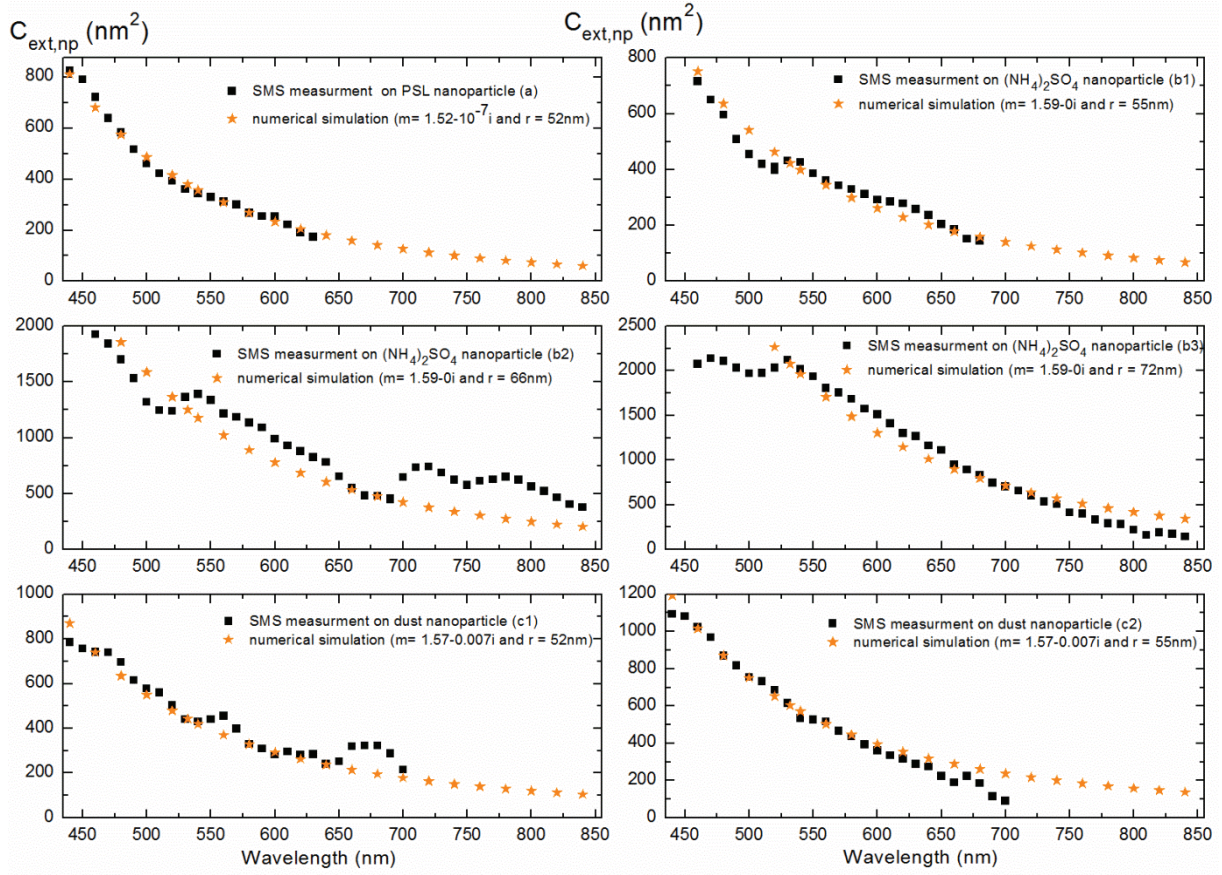 C_ext,np (nm²)
C_ext,np (nm²)
800
600
400
200
0
SMS measurment on PSL nanoparticle (a)
numerical simulation (m= 1.52-10⁻⁷i and r = 52nm)
450 500 550 600 650 700 750 800 850
800
600
400
200
0
SMS measurment on (NH₄)₂SO₄ nanoparticle (b1)
numerical simulation (m= 1.59-0i and r= 55nm)
450 500 550 600 650 700 750 800 850
2000
1500
1000
500
0
SMS measurment on (NH₄)₂SO₄ nanoparticle (b2)
numerical simulation (m= 1.59-0i and r = 66nm)
450 500 550 600 650 700 750 800 850
2500
2000
1500
1000
500
0
SMS measurment on (NH₄)₂SO₄ nanoparticle (b3)
numerical simulation (m= 1.59-0i and r = 72nm)
450 500 550 600 650 700 750 800 850
1000
800
600
400
200
0
SMS measurment on dust nanoparticle (c1)
numerical simulation (m= 1.57-0.007i and r = 52nm)
450 500 550 600 650 700 750 800 850
Wavelength (nm)
1200
1000
800
600
400
200
0
SMS measurment on dust nanoparticle (c2)
numerical simulation (m= 1.57-0.007i and r = 55nm)
450 500 550 600 650 700 750 800 850
Wavelength (nm)